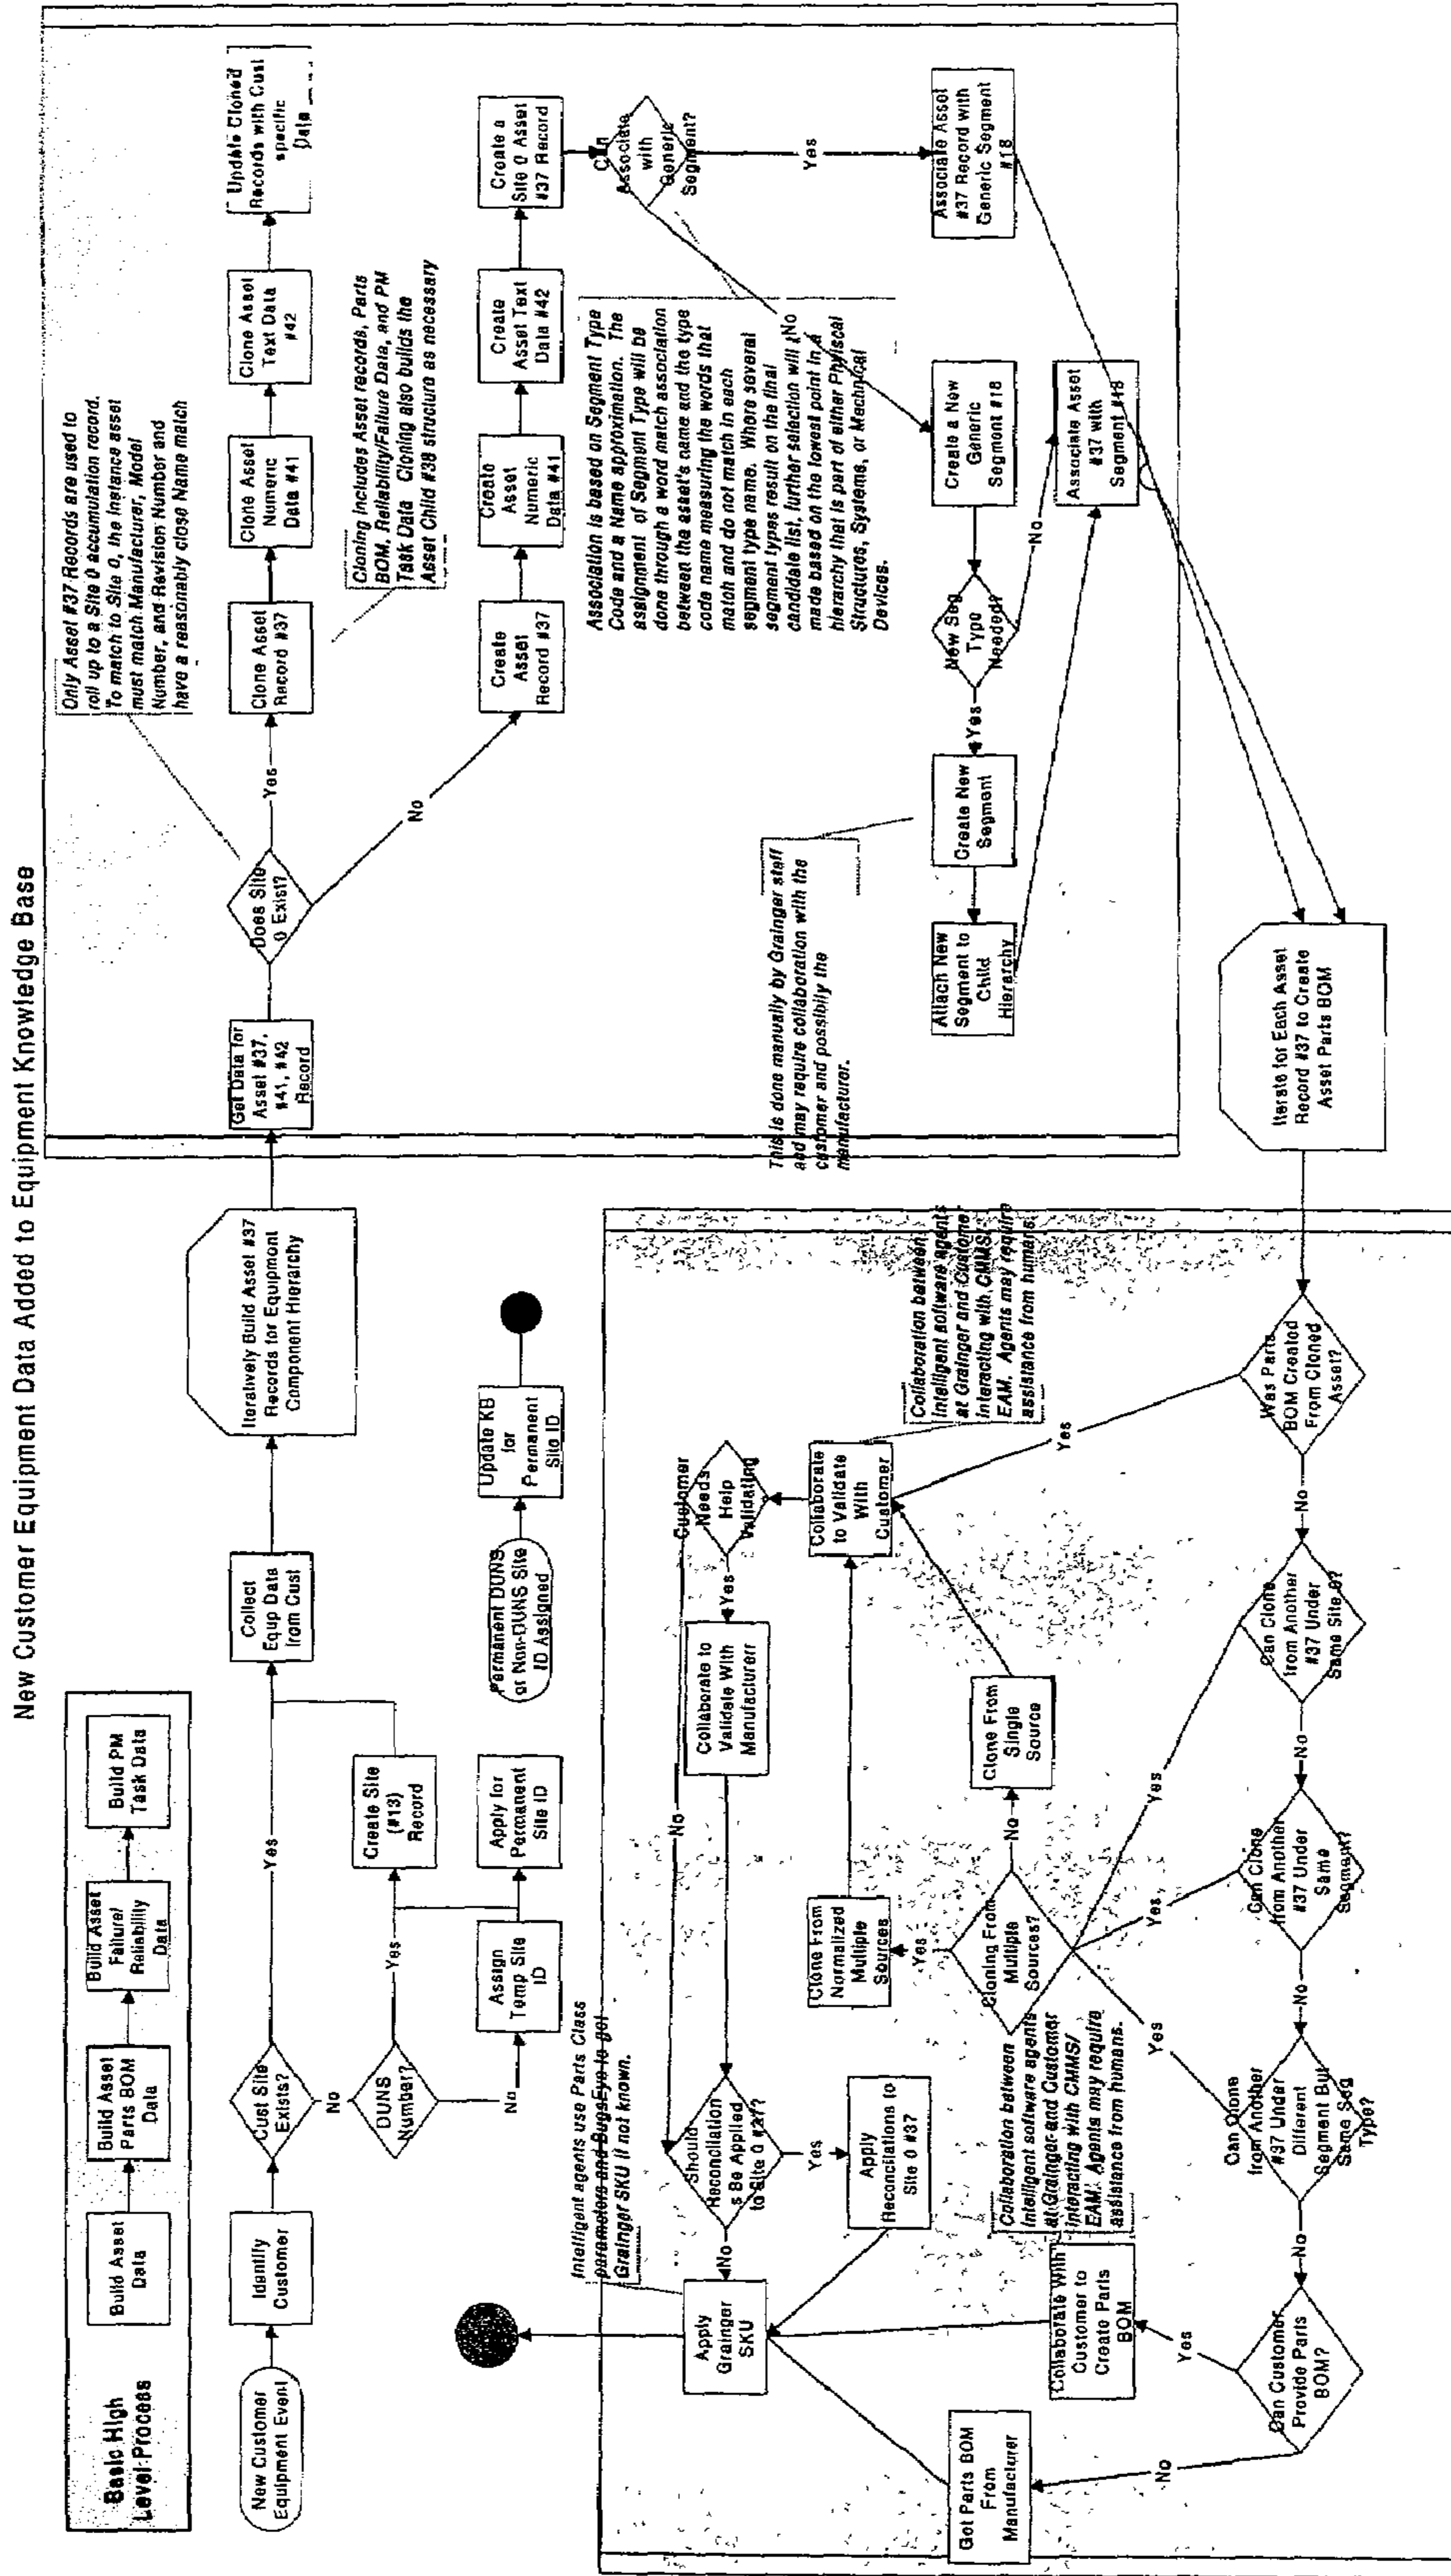 New Customer Equipment Data Added to Equipment Knowledge Base
Basic High
Level Process
Build Asset
Data
Build Asset
Parts BOM
Data
Build Asset
Failure/
Reliability
Data
Build PM
Task Data
New Customer
Equipment Event
Identify
Customer
Cust Site
Exists?
Yes
No
DUNS
Number?
Yes
No
Create Site
(#13)
Record
Assign
Temp Site
ID
Apply for
Permanent
Site ID
Collect
Equp Data
from Cust
Permanent DUNS
or Non-DUNS Site
ID Assigned
Update KB
for
Permanent
Site ID
Iteratively Build Asset #37
Records for Equipmont
Component Hierarchy
Get Data for
Asset #37,
#41, #42
Record
Does Site
0 Exist?
Yes
No
Only Asset #37 Records are used to
roll up to a Site 0 accumulation record.
To match to Site 0, the instance asset
must match Manufacturer, Model
Number, and Revision Number and
have a reasonably close Name match
Clone Asset
Record #37
Clone Asset
Numeric
Data #41
Clone Asset
Text Data
#42
Update Cloned
Records with Cust
specific
Data
Cloning includes Asset records, Parts
BOM, Reliability/Failure Data, and PM
Task Data Cloning also bulids the
Asset Child #38 structure as necessary
Create
Asset
Record #37
Create
Asset
Numeric
Data #41
Create
Asset Text
Data #42
Create a
Site 0 Asset
#37 Record
Can
Associate
with
Generic
Segment?
Yes
No
Association is based on Segment Type
Code and a Name approximation. The
assignment of Segment Type will be
done through a word match association
between the asset's name and the type
code name measuring the words that
match and do not match in each
segment type name. Where several
segment types result on the final
candidate list, further selection will
made based on the lowest point in a
hierarchy that is part of either Phyiscal
Structures, Systems, or Mechnical
Devices.
Associate Asset
#37 Record with
Generic Segment
#18
Create a New
Generic
Segment #18
New Seg
Type
Needed?
No
Yes
Create New
Segment
Attach New
Segment to
Child
Hierarchy
Associate Asset
#37 with
Segment #18
This is done manually by Grainger staff
and may require collaboration with the
customer and possibily the
manufacturer.
Iterate for Each Asset
Record #37 to Create
Asset Parts BOM
Was Parts
BOM Created
From Cloned
Asset?
Yes
No
Can Clone
from Another
#37 Under
Same Site 0?
Yes
No
Can Clone
from Another
#37 Under
Same
Segment?
Yes
No
Can Clone
from Another
#37 Under
Different
Segment But
Same Seg
Type?
Yes
No
Can Customer
Provide Parts
BOM?
Yes
No
Collaborate With
Customer to
Create Parts
BOM
Got Parts BOM
From
Manufacturer
Cloning From
Multiple
Sources?
No
Yes
Clone From
Single
Source
Clone From
Normalized
Multiple
Sources
Collaborate
to Validate
With
Customer
Collaboration between
Intelligent software agents
at Grainger and Customer
interacting with CMMS/
EAM. Agents may require
assistance from humans.
Customer
Needs
Help
Validating
Yes
No
Collaborate to
Validate With
Manufacturerr
Should
Reconciliation
s Be Applied
to Site 0 #37?
Yes
No
Apply
Reconcilations to
Site 0 #37
Collaboration between
Intelligent software agents
at Grainger and Customer
interacting with CMMS/
EAM. Agents may require
assistance from humans.
Intelligent agents use Parts Class
parameters and BugsEye to get
Grainger SKU if not known.
Apply
Grainger
SKU